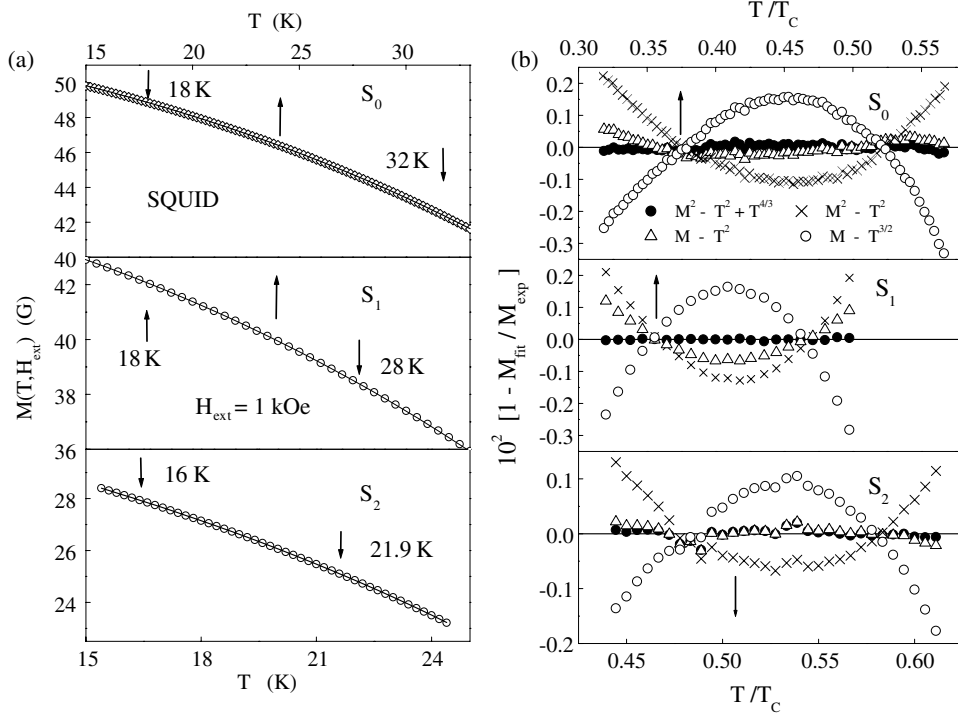 (a)
T (K)
15 20 25 30
50
48
46
44
42
18 K
S0
32 K
SQUID
40
42
40
38
36
S1
18 K
28 K
Hext = 1 kOe
28
26
24
16 K
S2
21.9 K
15 18 21 24
T (K)
M(T,Hext) (G)
(b)
T/TC
0.30 0.35 0.40 0.45 0.50 0.55
0.2
0.1
0.0
-0.1
-0.2
-0.3
S0
M² - T² + T^4/3
M² - T²
M - T²
M - T^3/2
0.2
0.1
0.0
-0.1
-0.2
-0.3
S1
0.1
0.0
-0.1
-0.2
S2
0.45 0.50 0.55 0.60
T/TC
10² [1 - Mfit / Mexp]